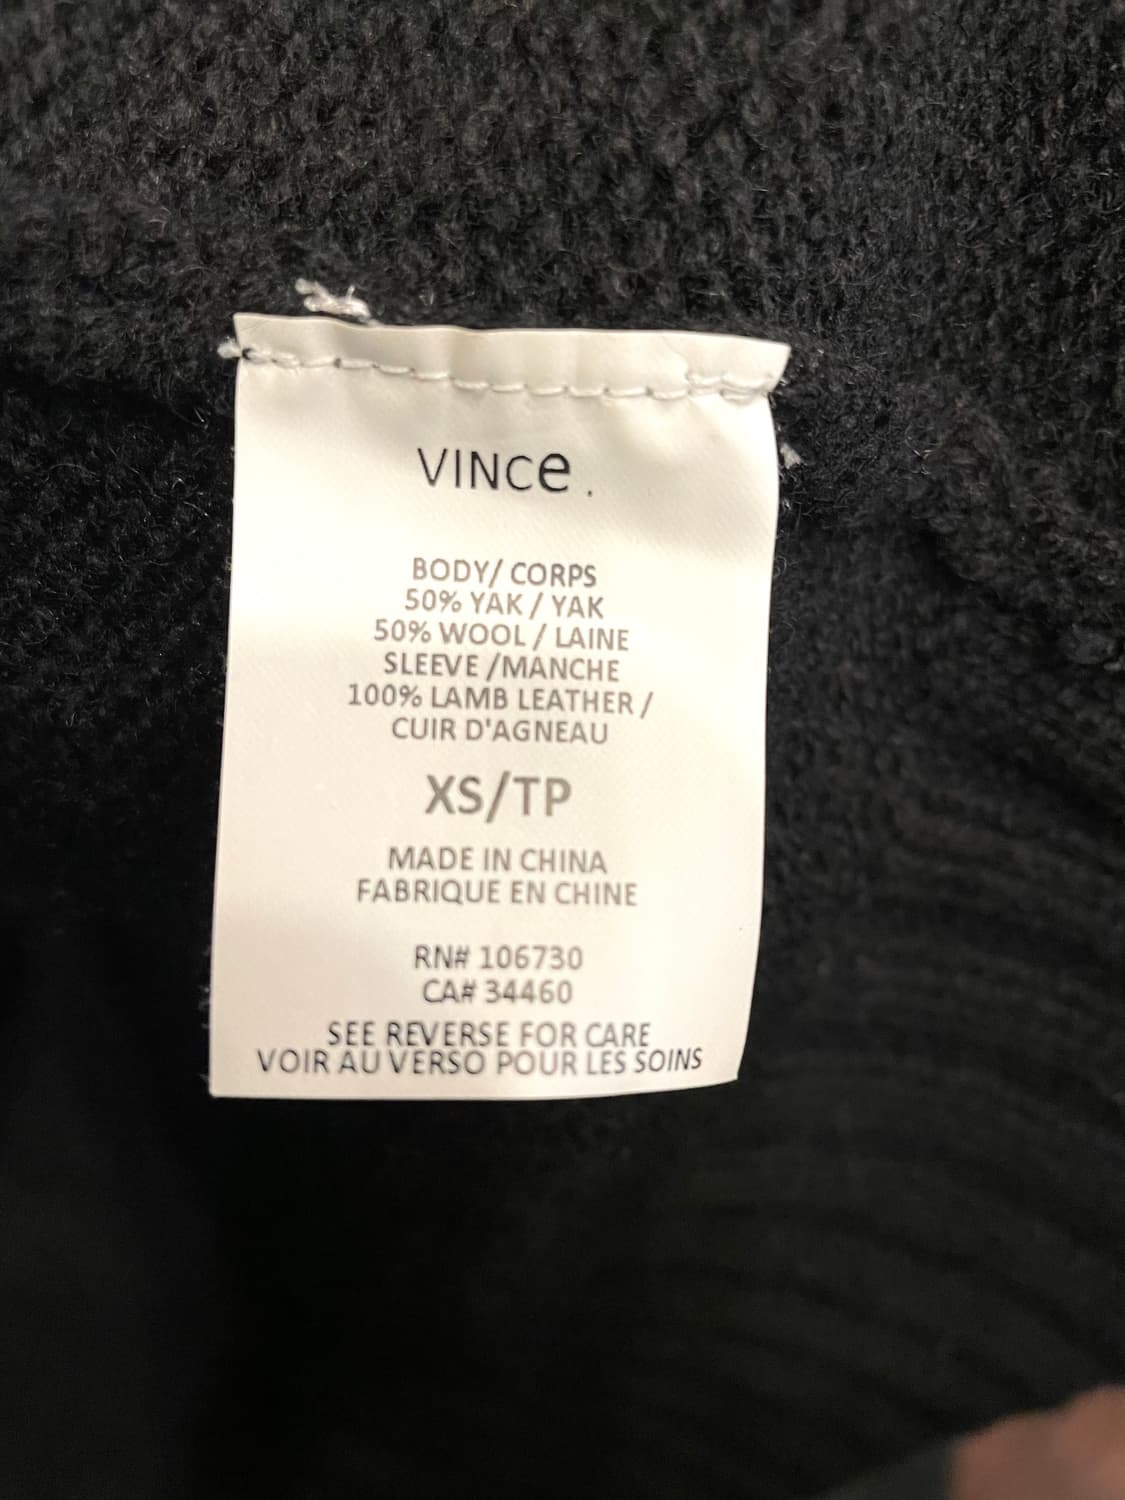 VINCe.
BODY/ CORPS
50% YAK / YAK
50% WOOL / LAINE
SLEEVE /MANCHE
100% LAMB LEATHER /
CUIR D'AGNEAU
XS/TP
MADE IN CHINA
FABRIQUE EN CHINE
RN# 106730
CA# 34460
SEE REVERSE FOR CARE
VOIR AU VERSO POUR LES SOINS